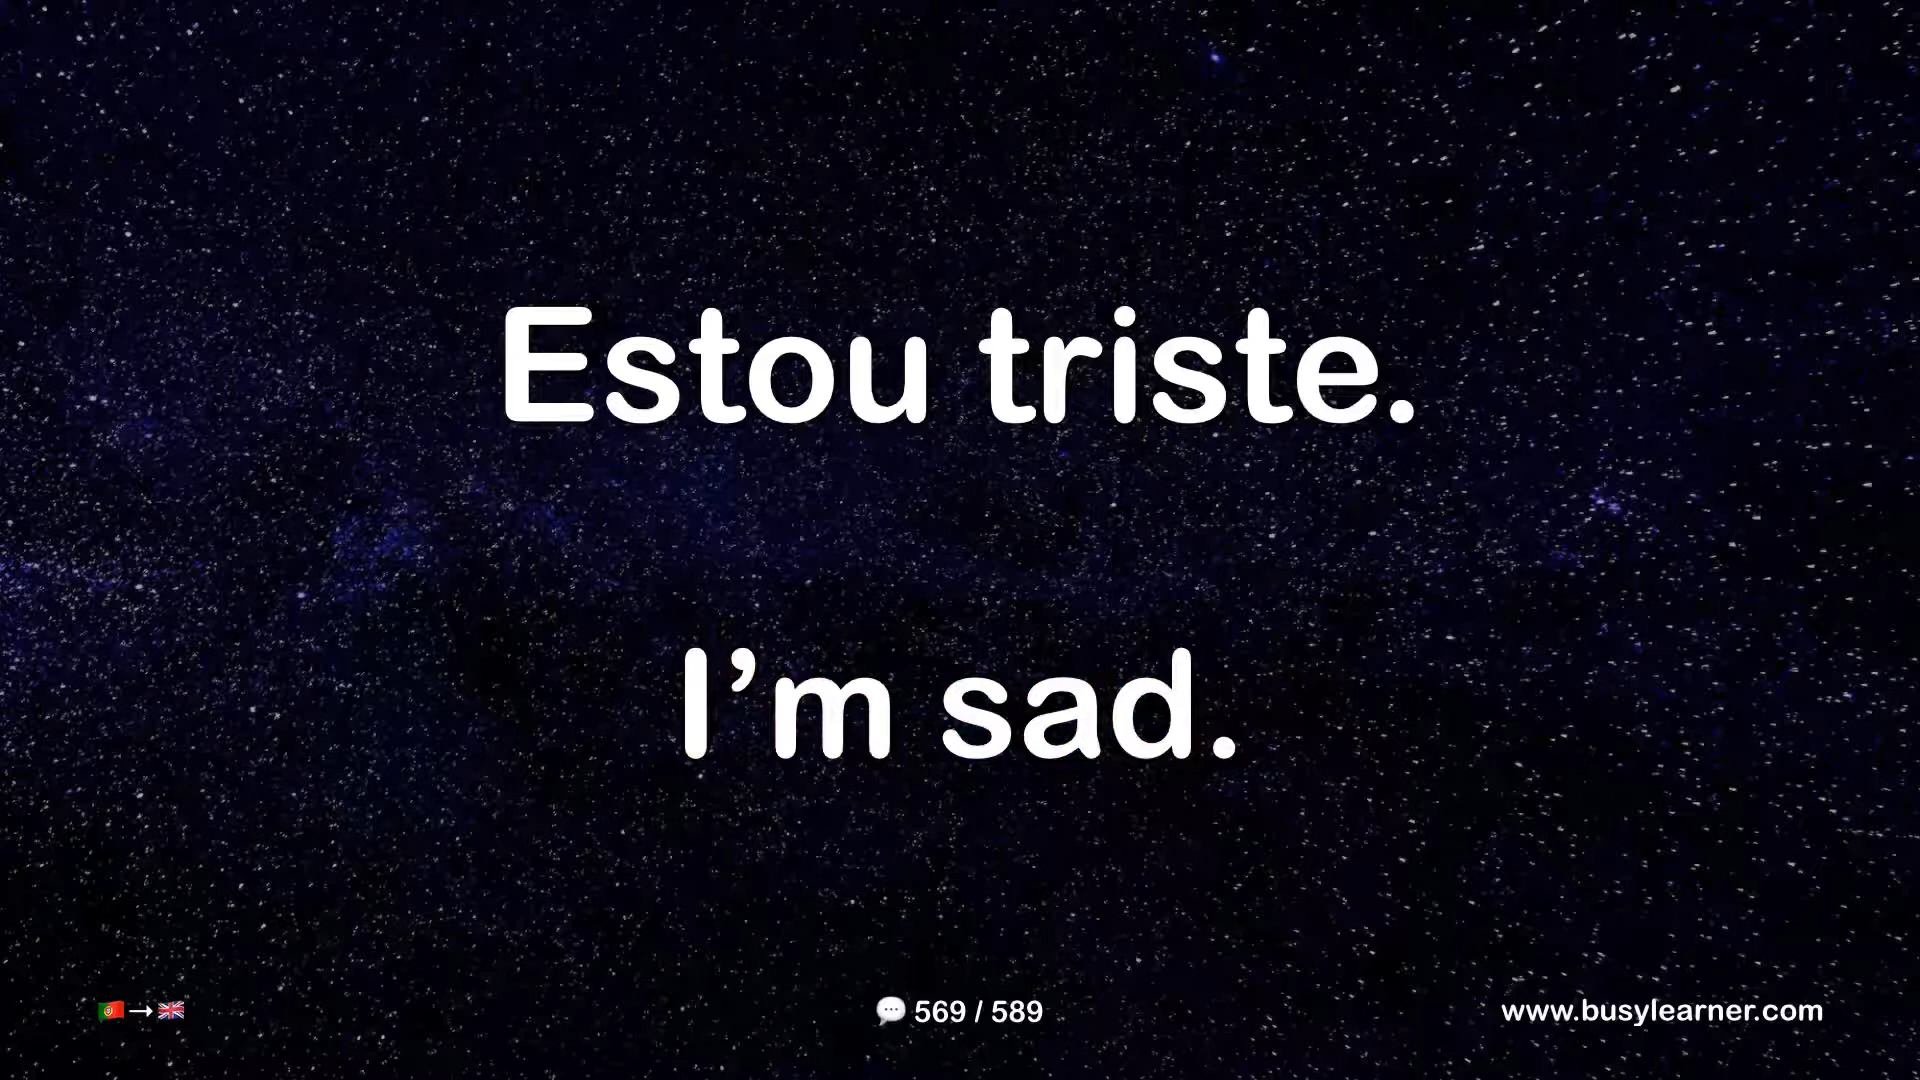 Estou triste.
I’m sad.
🇵🇹→🇬🇧 💬 569 / 589 www.busylearner.com